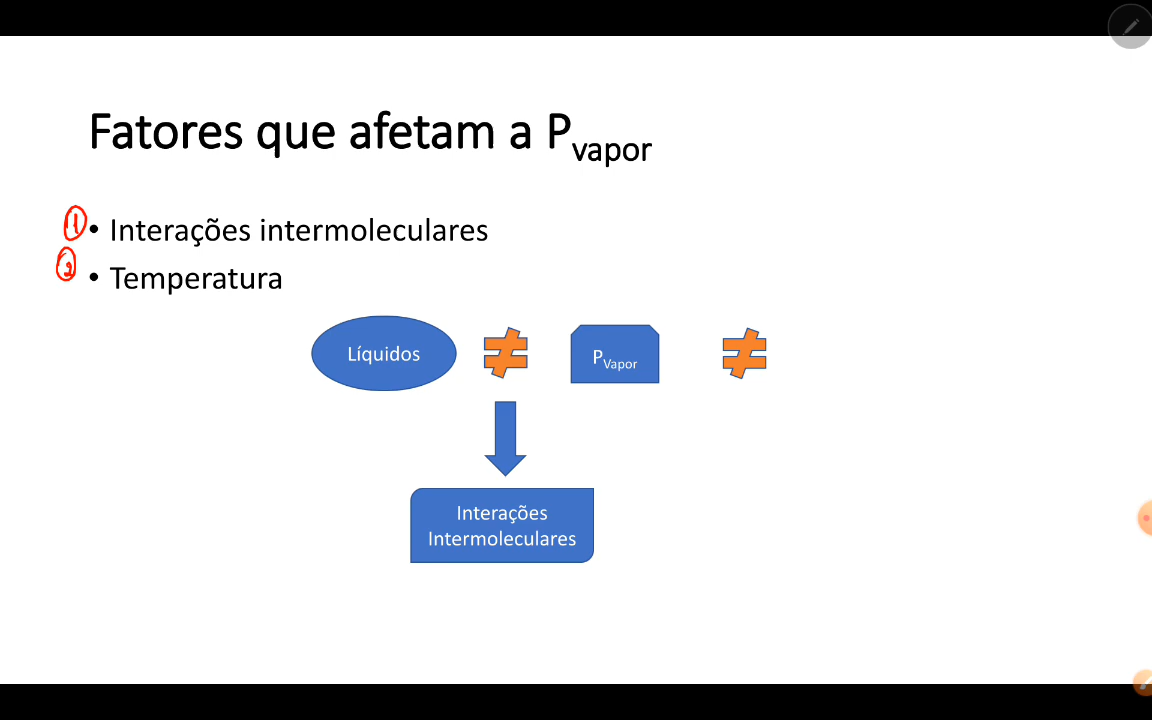 Fatores que afetam a Pvapor
1 • Interações intermoleculares
2 • Temperatura
Líquidos ≠ PVapor ≠
Interações
Intermoleculares